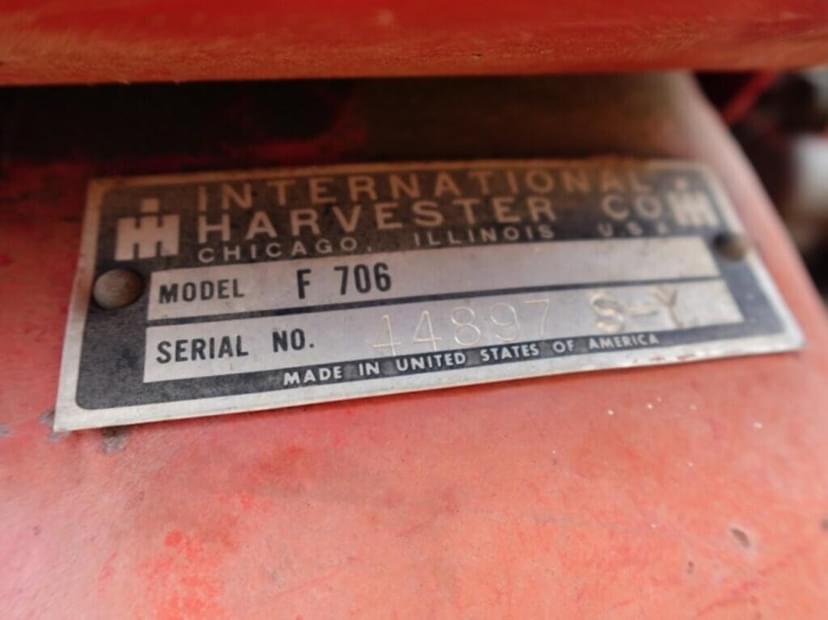 INTERNATIONAL
HARVESTER CO
CHICAGO, ILLINOIS U.S.A.
MODEL F 706
SERIAL NO. 44897 S-Y
MADE IN UNITED STATES OF AMERICA